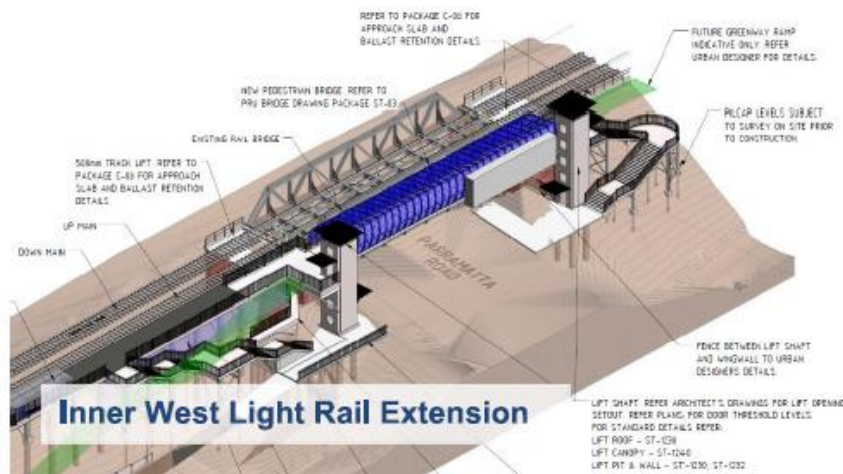 REFER TO PACKAGE C-03 FOR
APPROACH SLAB AND
BALLAST RETENTION DETAILS.
FUTURE GREENWAY RAMP
INDICATIVE ONLY. REFER
URBAN DESIGNER FOR DETAILS.
NEW PEDESTRIAN BRIDGE. REFER TO
PRU BRIDGE DRAWING PACKAGE ST-03.
PILCAP LEVELS SUBJECT
TO SURVEY ON SITE PRIOR
TO CONSTRUCTION.
EXISTING RAIL BRIDGE
500mm TRACK LIFT. REFER TO
PACKAGE C-03 FOR APPROACH
SLAB AND BALLAST RETENTION
DETAILS.
UP MAIN
DOWN MAIN
PARRAMATTA
ROAD
FENCE BETWEEN LIFT SHAFT
AND WINGWALL TO URBAN
DESIGNERS DETAILS.
Inner West Light Rail Extension
LIFT SHAFT. REFER ARCHITECTS DRAWINGS FOR LIFT OPENING
SETOUT. REFER PLANS FOR DOOR THRESHOLD LEVELS.
FOR STANDARD DETAILS REFER:
LIFT ROOF - ST-1238
LIFT CANOPY - ST-1240
LIFT PIT & WALL - ST-1230, ST-1232